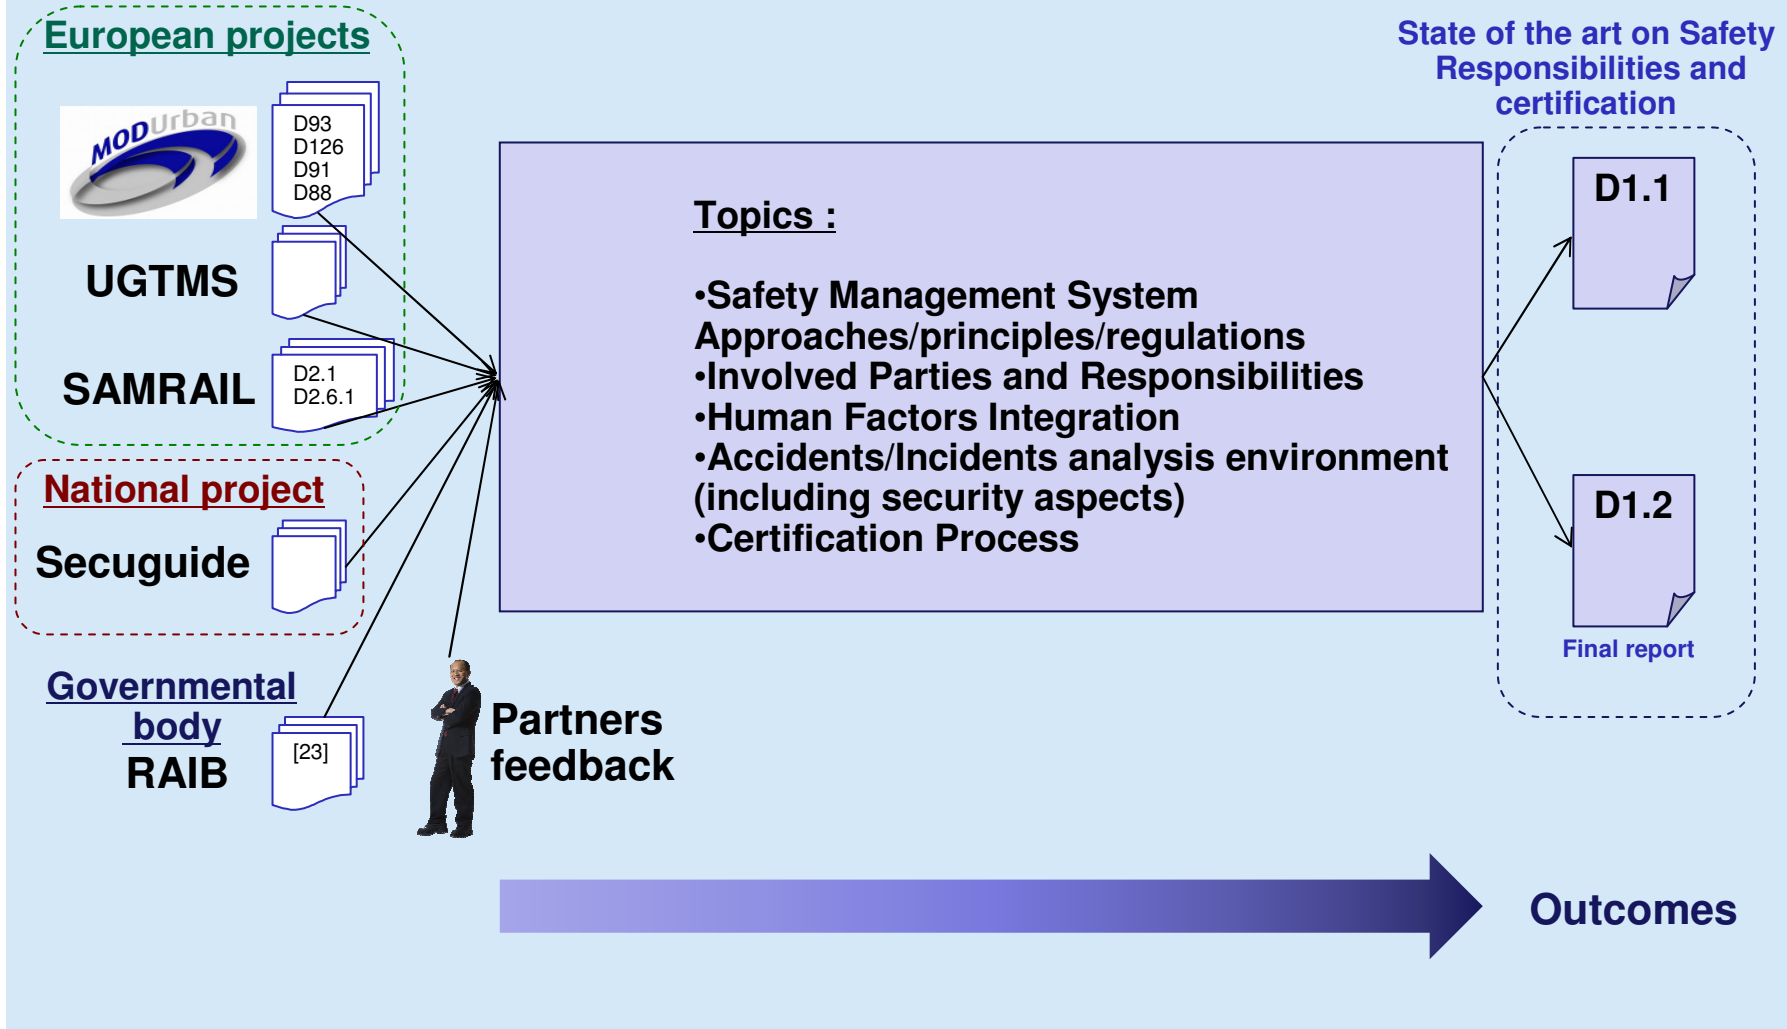 European projects
MODUrban
D93
D126
D91
D88
UGTMS
SAMRAIL
D2.1
D2.6.1
National project
Secuguide
Governmental
body
RAIB
[23]
Partners
feedback
Topics :
•Safety Management System
Approaches/principles/regulations
•Involved Parties and Responsibilities
•Human Factors Integration
•Accidents/Incidents analysis environment
(including security aspects)
•Certification Process
State of the art on Safety
Responsibilities and
certification
D1.1
D1.2
Final report
Outcomes